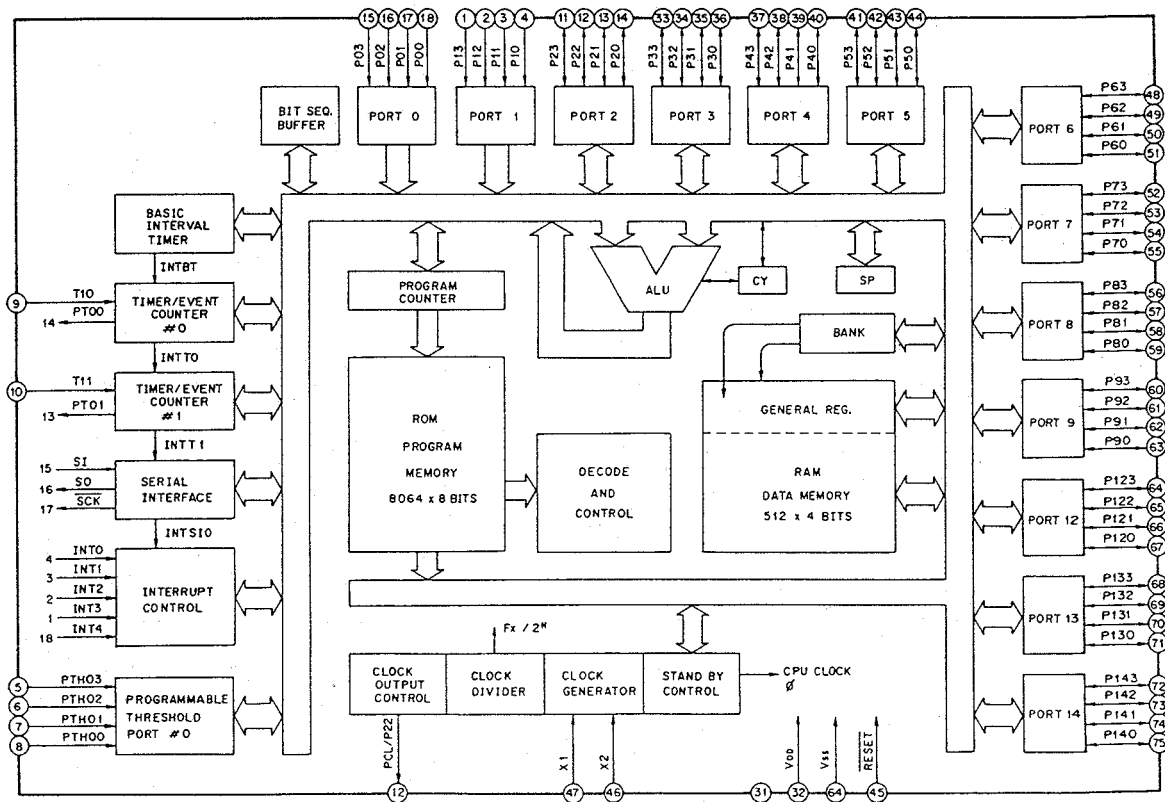 15 16 17 18 1 2 3 4 11 12 13 14 33 34 35 36 37 38 39 40 41 42 43 44
P03 P02 P01 P00 P13 P12 P11 P10 P23 P22 P21 P20 P33 P32 P31 P30 P43 P42 P41 P40 P53 P52 P51 P50
BIT SEQ.
BUFFER
PORT 0
PORT 1
PORT 2
PORT 3
PORT 4
PORT 5
PORT 6
P63 48
P62 49
P61 50
P60 51
BASIC
INTERVAL
TIMER
INTBT
9 T10
14 PT00
TIMER/EVENT
COUNTER
#0
INTT0
10 T11
13 PT01
TIMER/EVENT
COUNTER
#1
INTT1
15 SI
16 SO
17 SCK
SERIAL
INTERFACE
INTSI0
4 INT0
3 INT1
2 INT2
1 INT3
18 INT4
INTERRUPT
CONTROL
5 PTH03
6 PTH02
7 PTH01
8 PTH00
PROGRAMMABLE
THRESHOLD
PORT #0
PROGRAM
COUNTER
ALU
CY
SP
BANK
ROM
PROGRAM
MEMORY
8064 x 8 BITS
DECODE
AND
CONTROL
GENERAL REG.
RAM
DATA MEMORY
512 x 4 BITS
Fx / 2ᴺ
CLOCK
OUTPUT
CONTROL
CLOCK
DIVIDER
CLOCK
GENERATOR
STAND BY
CONTROL
CPU CLOCK
Ø
PCL/P22
X1
X2
VDD
VSS
RESET
12 47 46 31 32 64 45
PORT 7
P73 52
P72 53
P71 54
P70 55
PORT 8
P83 56
P82 57
P81 58
P80 59
PORT 9
P93 60
P92 61
P91 62
P90 63
PORT 12
P123 64
P122 65
P121 66
P120 67
PORT 13
P133 68
P132 69
P131 70
P130 71
PORT 14
P143 72
P142 73
P141 74
P140 75